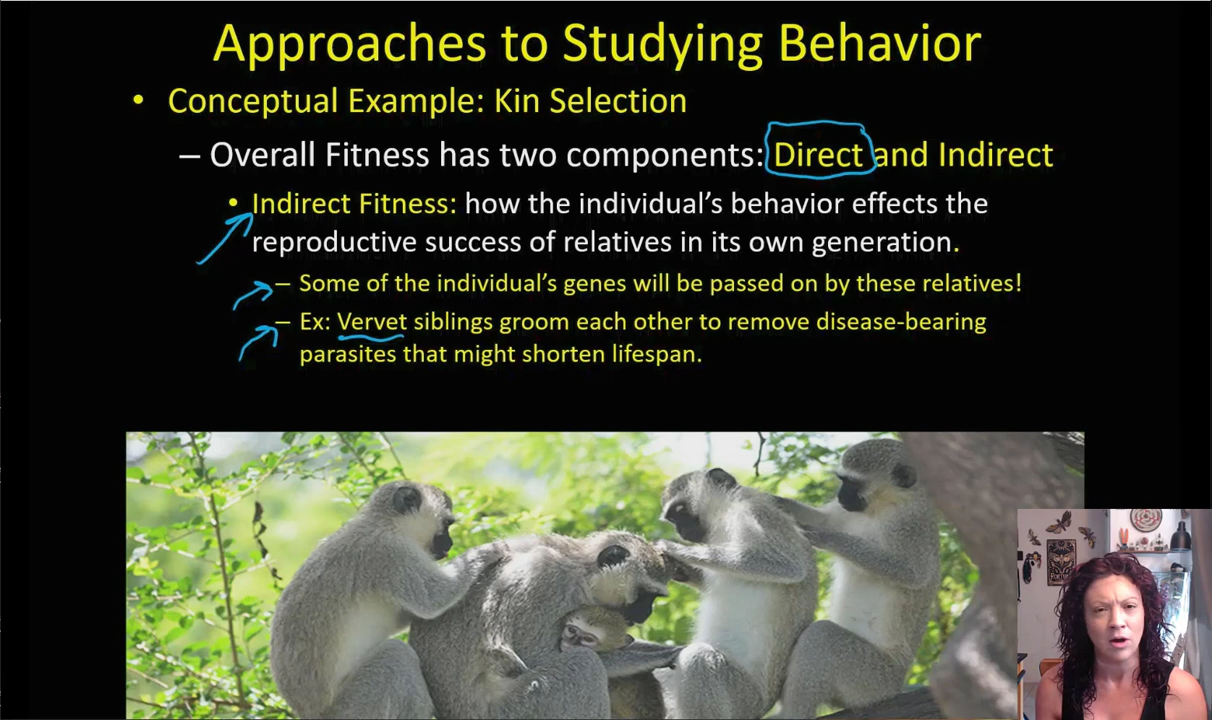 Approaches to Studying Behavior
• Conceptual Example: Kin Selection
– Overall Fitness has two components: Direct and Indirect
• Indirect Fitness: how the individual's behavior effects the
reproductive success of relatives in its own generation.
– Some of the individual's genes will be passed on by these relatives!
– Ex: Vervet siblings groom each other to remove disease-bearing
parasites that might shorten lifespan.